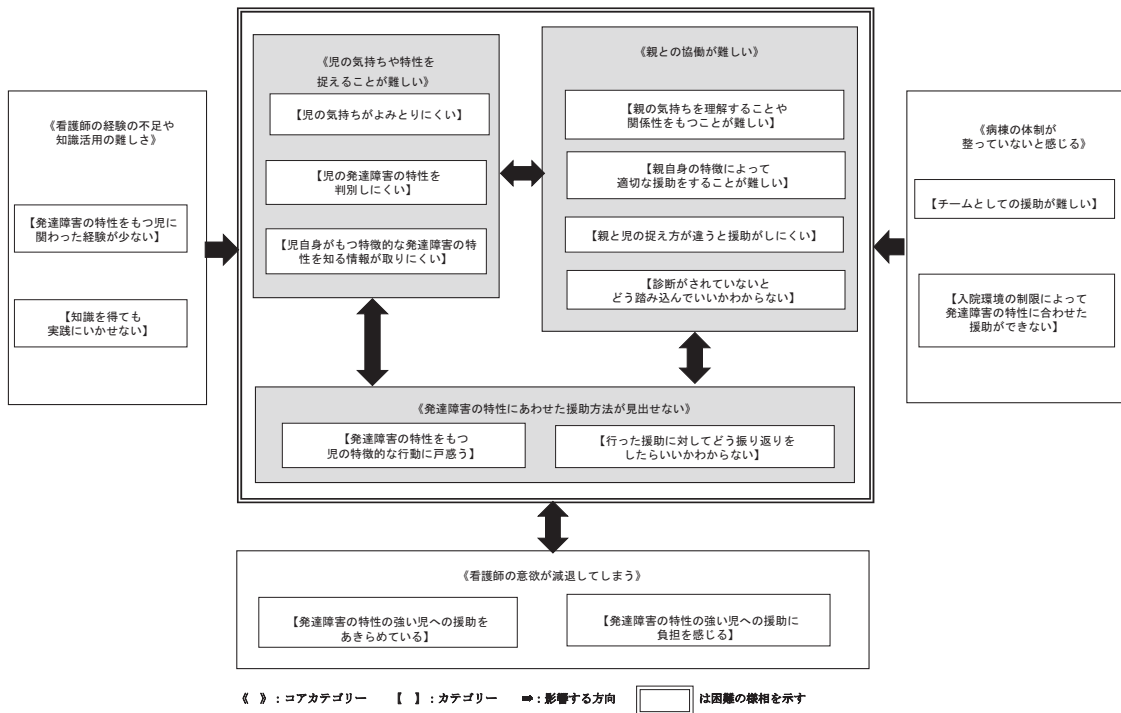 《看護師の経験の不足や
知識活用の難しさ》
【発達障害の特性をもつ児に
関わった経験が少ない】
【知識を得ても
実践にいかせない】
《児の気持ちや特性を
捉えることが難しい》
【児の気持ちがよみとりにくい】
【児の発達障害の特性を
判別しにくい】
【児自身がもつ特徴的な発達障害の特
性を知る情報が取りにくい】
《親との協働が難しい》
【親の気持ちを理解することや
関係性をもつことが難しい】
【親自身の特徴によって
適切な援助をすることが難しい】
【親と児の捉え方が違うと援助がしにくい】
【診断がされていないと
どう踏み込んでいいかわからない】
《病棟の体制が
整っていないと感じる》
【チームとしての援助が難しい】
【入院環境の制限によって
発達障害の特性に合わせた
援助ができない】
《発達障害の特性にあわせた援助方法が見出せない》
【発達障害の特性をもつ
児の特徴的な行動に戸惑う】
【行った援助に対してどう振り返りを
したらいいかわからない】
《看護師の意欲が減退してしまう》
【発達障害の特性の強い児への援助を
あきらめている】
【発達障害の特性の強い児への援助に
負担を感じる】
《 》：コアカテゴリー 【 】：カテゴリー ➡：影響する方向 は困難の様相を示す